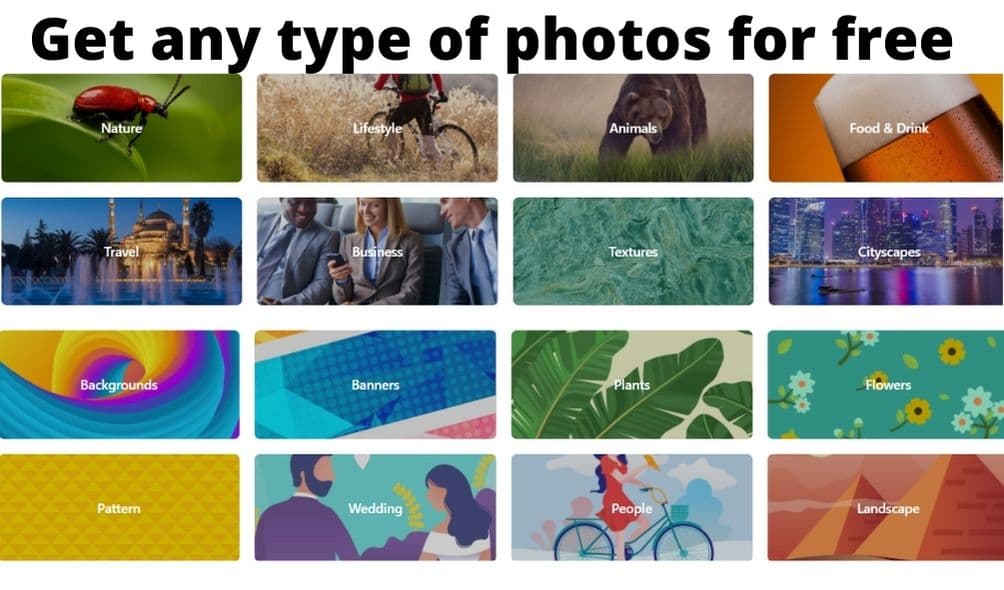 Get any type of photos for free
Nature
Lifestyle
Animals
Food & Drink
Travel
Business
Textures
Cityscapes
Backgrounds
Banners
Plants
Flowers
Pattern
Wedding
People
Landscape